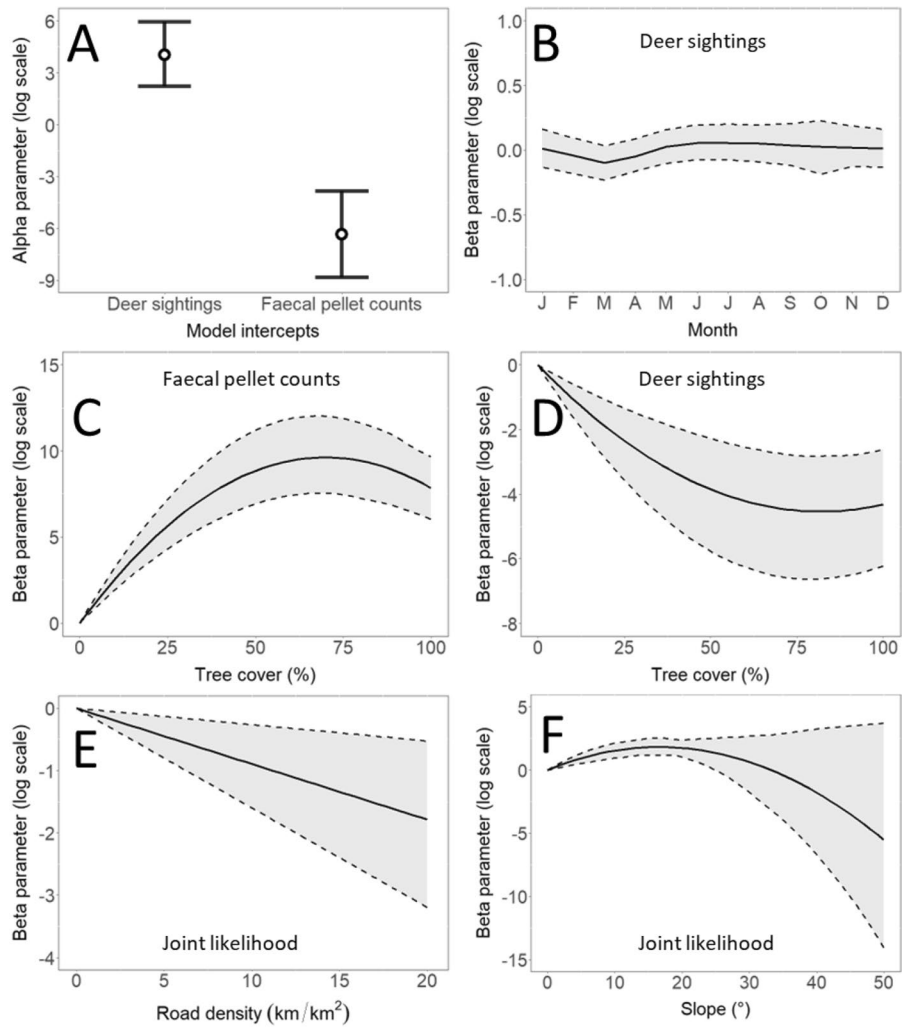 A
Alpha parameter (log scale)
6
3
0
-3
-6
-9
Deer sightings Faecal pellet counts
Model intercepts
B
Deer sightings
Beta parameter (log scale)
1.0
0.5
0.0
-0.5
-1.0
J F M A M J J A S O N D
Month
C
Faecal pellet counts
Beta parameter (log scale)
15
10
5
0
0 25 50 75 100
Tree cover (%)
D
Deer sightings
Beta parameter (log scale)
0
-2
-4
-6
-8
0 25 50 75 100
Tree cover (%)
E
Beta parameter (log scale)
0
-1
-2
-3
-4
Joint likelihood
0 5 10 15 20
Road density (km/km²)
F
Beta parameter (log scale)
5
0
-5
-10
-15
Joint likelihood
0 10 20 30 40 50
Slope (°)